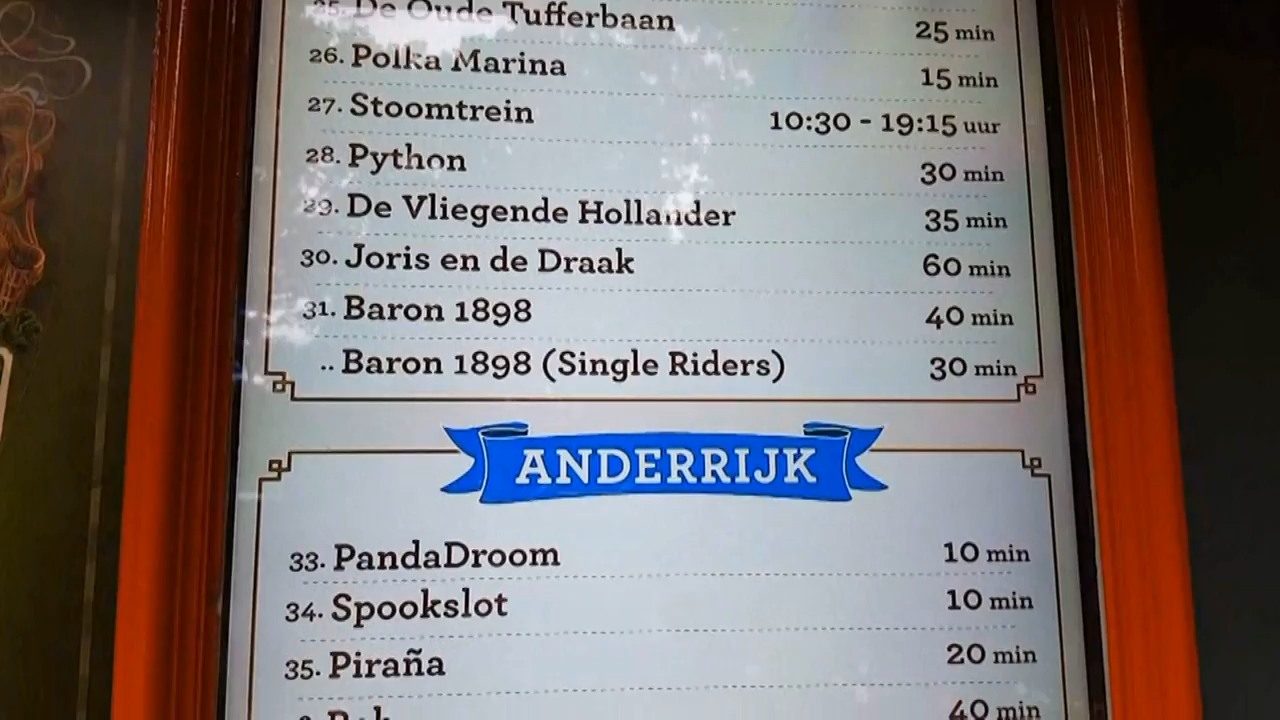 25. De Oude Tufferbaan 25 min
26. Polka Marina 15 min
27. Stoomtrein 10:30 - 19:15 uur
28. Python 30 min
29. De Vliegende Hollander 35 min
30. Joris en de Draak 60 min
31. Baron 1898 40 min
.. Baron 1898 (Single Riders) 30 min
ANDERRIJK
33. PandaDroom 10 min
34. Spookslot 10 min
35. Piraña 20 min
40 min